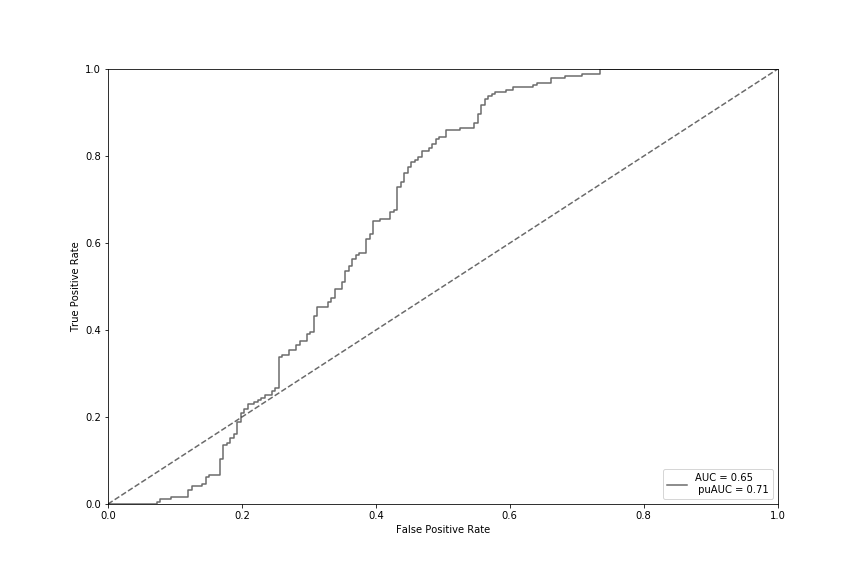 1.0
0.8
0.6
0.4
0.2
0.0
True Positive Rate
AUC = 0.65
puAUC = 0.71
0.0 0.2 0.4 0.6 0.8 1.0
False Positive Rate